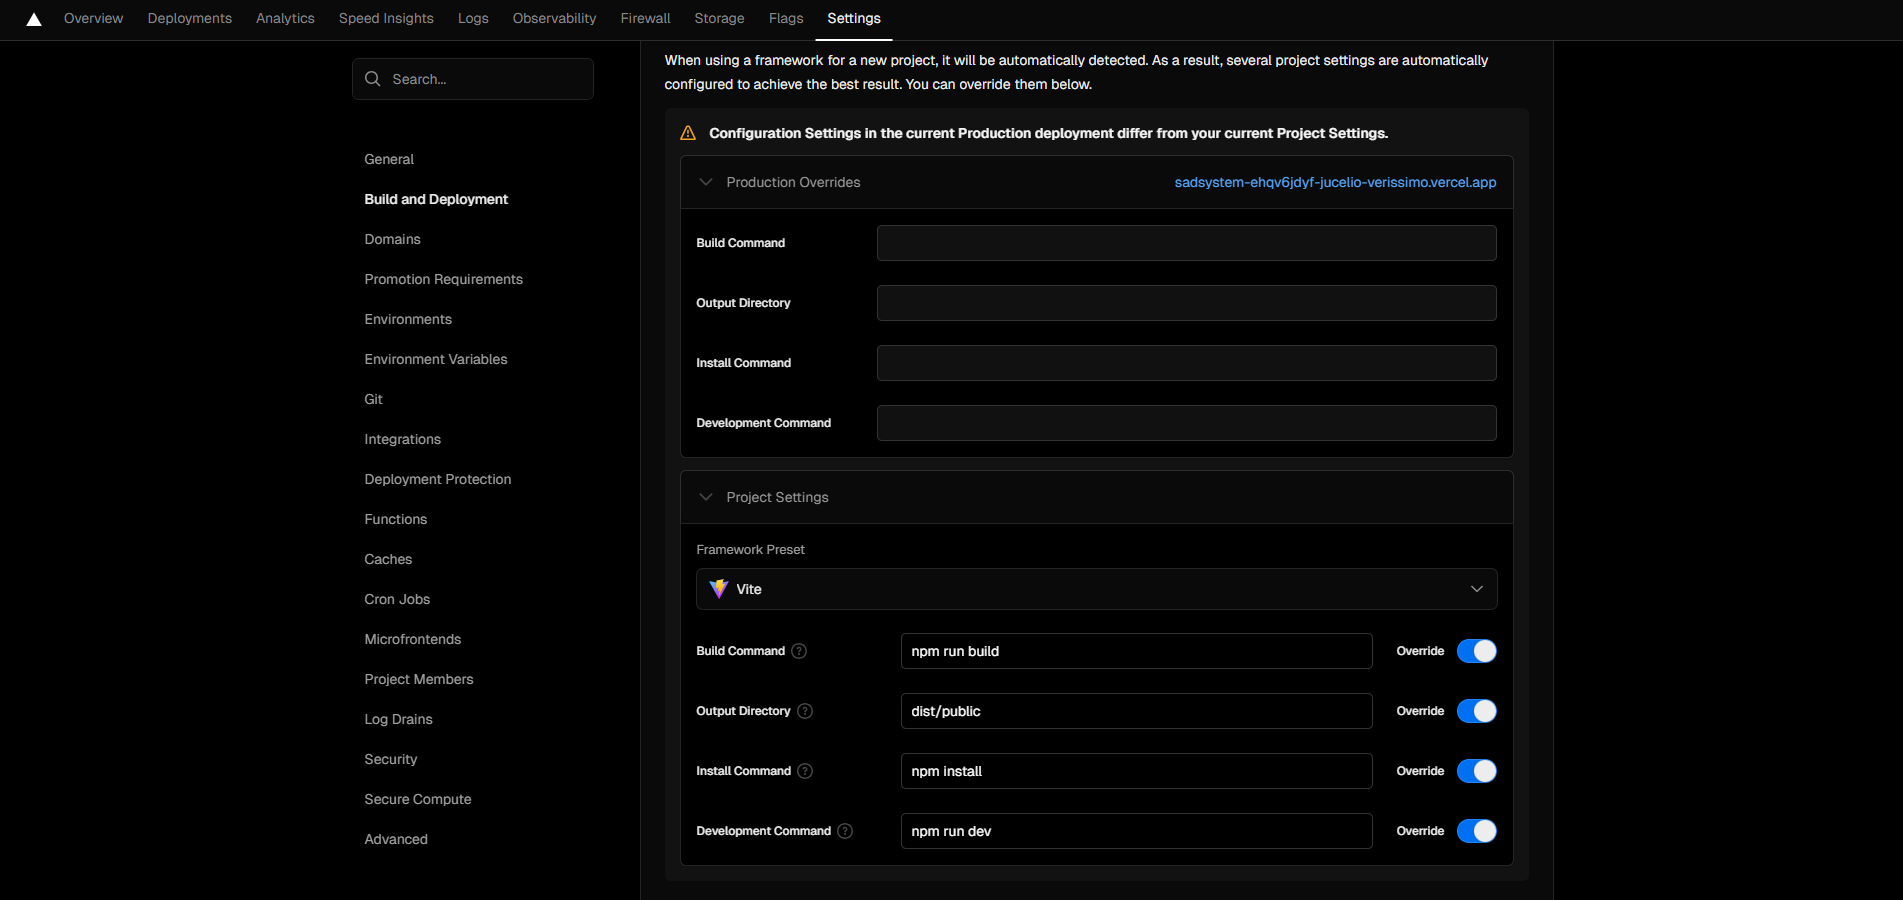 Overview Deployments Analytics Speed Insights Logs Observability Firewall Storage Flags Settings
Search...
General
Build and Deployment
Domains
Promotion Requirements
Environments
Environment Variables
Git
Integrations
Deployment Protection
Functions
Caches
Cron Jobs
Microfrontends
Project Members
Log Drains
Security
Secure Compute
Advanced
When using a framework for a new project, it will be automatically detected. As a result, several project settings are automatically
configured to achieve the best result. You can override them below.
Configuration Settings in the current Production deployment differ from your current Project Settings.
Production Overrides sadsystem-ehqv6jdyf-jucelio-verissimo.vercel.app
Build Command
Output Directory
Install Command
Development Command
Project Settings
Framework Preset
Vite
Build Command ? npm run build Override
Output Directory ? dist/public Override
Install Command ? npm install Override
Development Command ? npm run dev Override